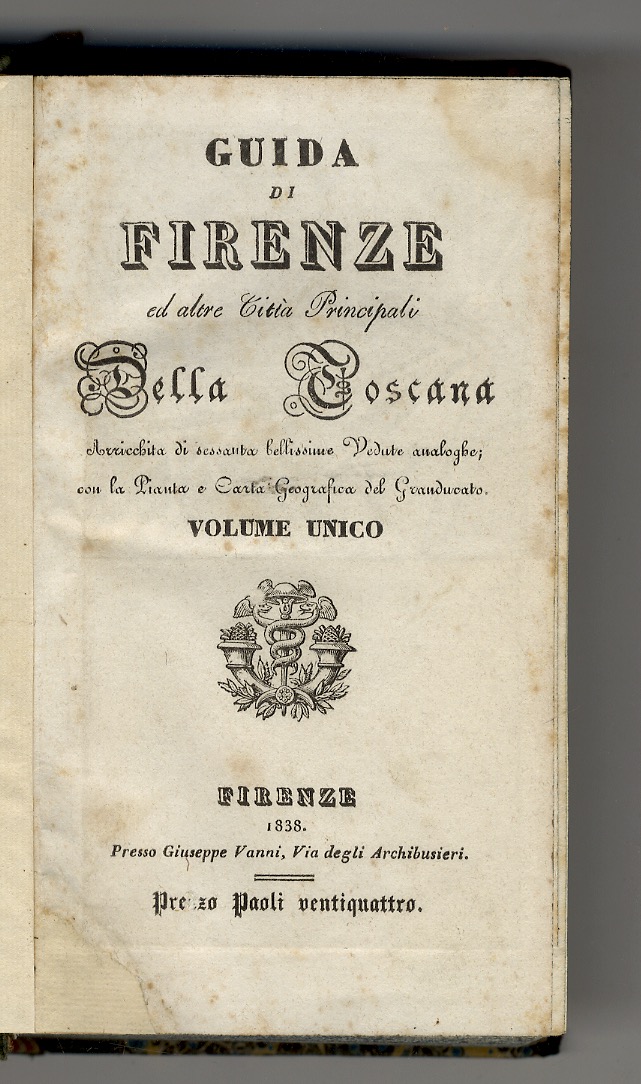 GUIDA
DI
FIRENZE
ed altre Città Principali
Della Toscana
Arricchita di sessanta bellissime Vedute analoghe;
con la Pianta e Carta Geografica del Granducato.
VOLUME UNICO
FIRENZE
1838.
Presso Giuseppe Vanni, Via degli Archibusieri.
Prezzo Paoli ventiquattro.